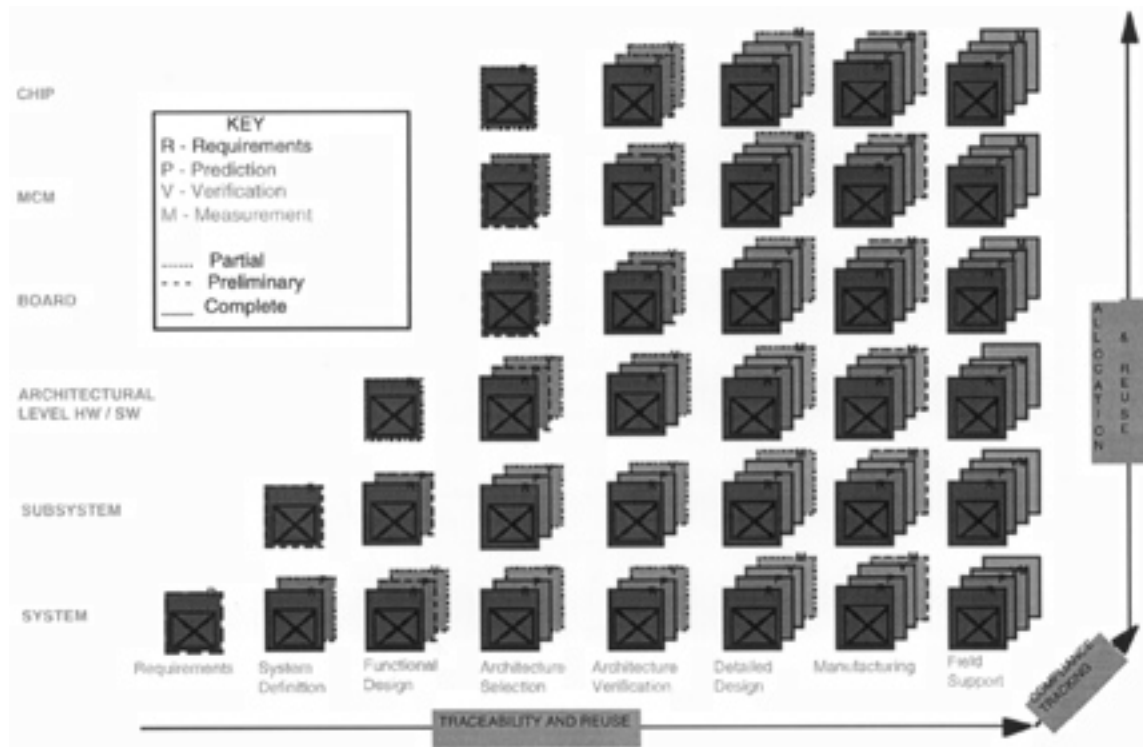 CHIP
KEY
R - Requirements
P - Prediction
V - Verification
M - Measurement
Partial
Preliminary
Complete
MCM
BOARD
ARCHITECTURAL
LEVEL HW / SW
SUBSYSTEM
SYSTEM
Requirements
System
Definition
Functional
Design
Architecture
Selection
Architecture
Verification
Detailed
Design
Manufacturing
Field
Support
TRACEABILITY AND REUSE
COMPLIANCE
TRACKING
ALLOCATION
& REUSE